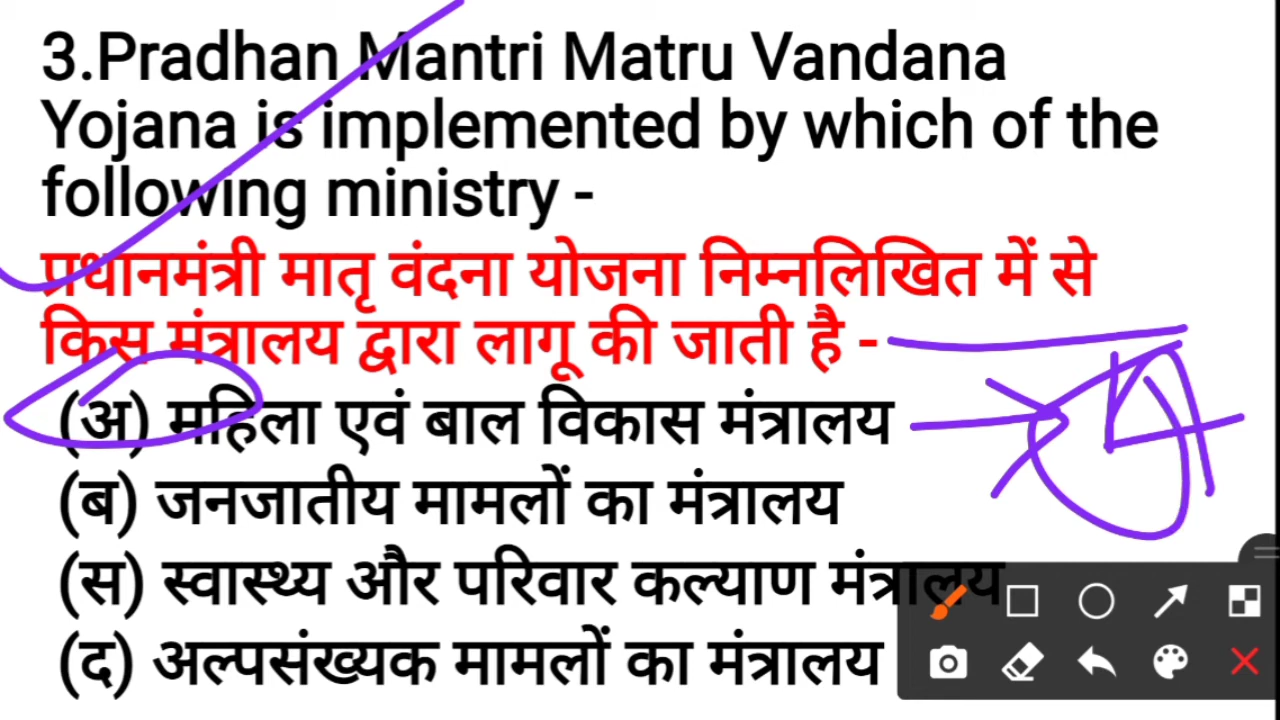 3.Pradhan Mantri Matru Vandana
Yojana is implemented by which of the
following ministry -
प्रधानमंत्री मातृ वंदना योजना निम्नलिखित में से
किस मंत्रालय द्वारा लागू की जाती है -
(अ) महिला एवं बाल विकास मंत्रालय
(ब) जनजातीय मामलों का मंत्रालय
(स) स्वास्थ्य और परिवार कल्याण मंत्रालय
(द) अल्पसंख्यक मामलों का मंत्रालय